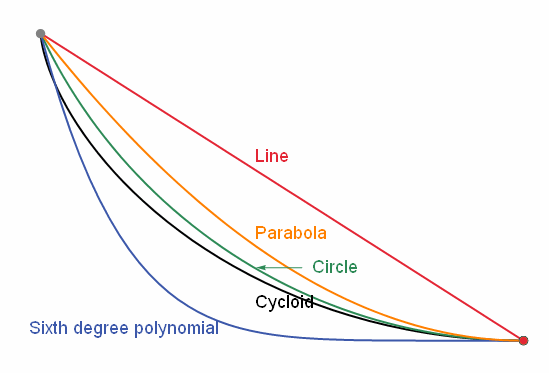 Line
Parabola
Circle
Cycloid
Sixth degree polynomial